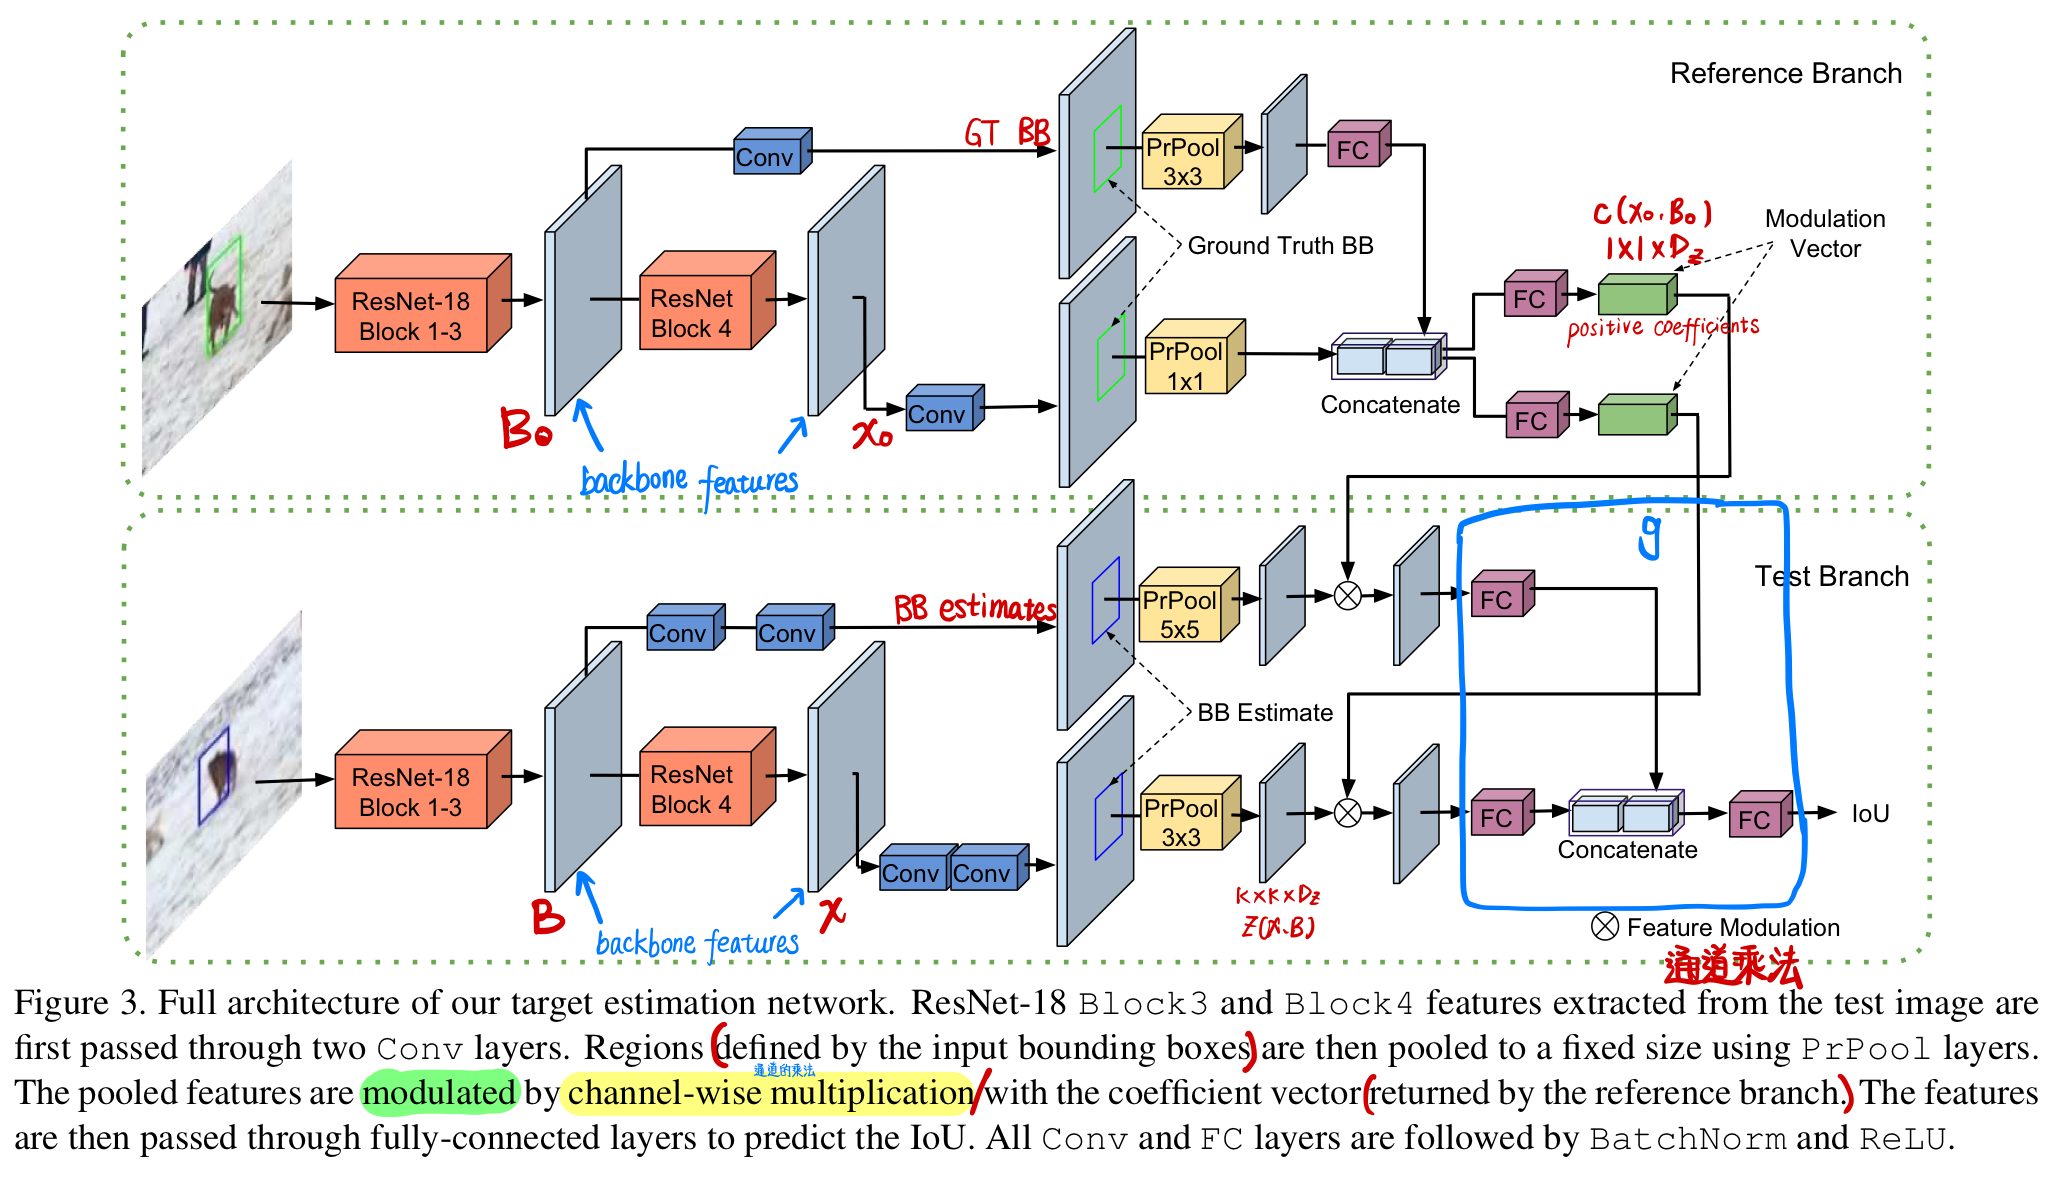 Reference Branch
GT BB
Conv
PrPool
3x3
FC
C(x₀, B₀)
1×1×D_z
Modulation
Vector
Ground Truth BB
ResNet-18
Block 1-3
ResNet
Block 4
FC
positive coefficients
PrPool
1x1
Concatenate
FC
B₀
x₀
Conv
backbone features
g
Test Branch
BB estimates
Conv
Conv
PrPool
5x5
FC
BB Estimate
ResNet-18
Block 1-3
ResNet
Block 4
PrPool
3x3
FC
FC
IoU
Concatenate
Conv
Conv
K×K×D_z
Z(x, B)
B
x
backbone features
⊗ Feature Modulation
通道乘法
Figure 3. Full architecture of our target estimation network. ResNet-18 Block3 and Block4 features extracted from the test image are
first passed through two Conv layers. Regions (defined by the input bounding boxes) are then pooled to a fixed size using PrPool layers.
通道的乘法
The pooled features are modulated by channel-wise multiplication/with the coefficient vector(returned by the reference branch.) The features
are then passed through fully-connected layers to predict the IoU. All Conv and FC layers are followed by BatchNorm and ReLU.